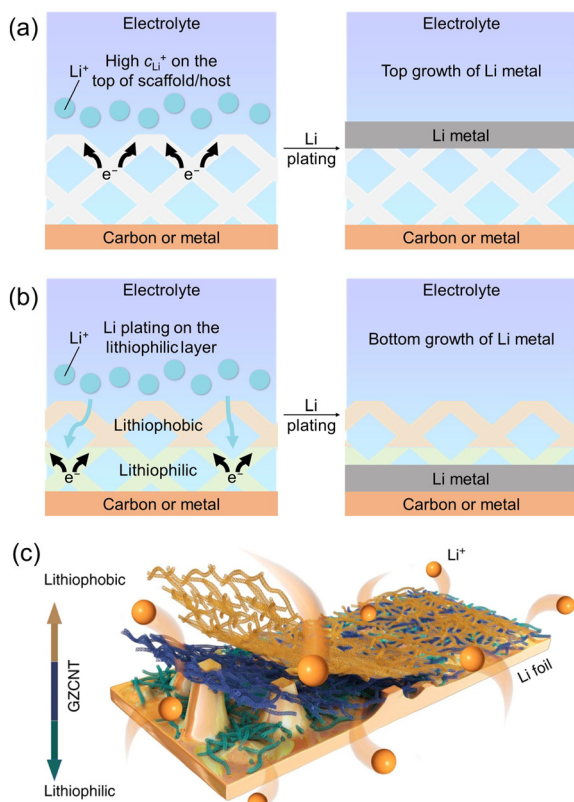 (a)
Electrolyte
Li⁺
High c_Li⁺ on the
top of scaffold/host
e⁻
e⁻
Carbon or metal
Li
plating
Electrolyte
Top growth of Li metal
Li metal
Carbon or metal
(b)
Electrolyte
Li⁺
Li plating on the
lithiophilic layer
Lithiophobic
Lithiophilic
e⁻
e⁻
Carbon or metal
Li
plating
Electrolyte
Bottom growth of Li metal
Li metal
Carbon or metal
(c)
Lithiophobic
GZCNT
Lithiophilic
Li⁺
Li foil